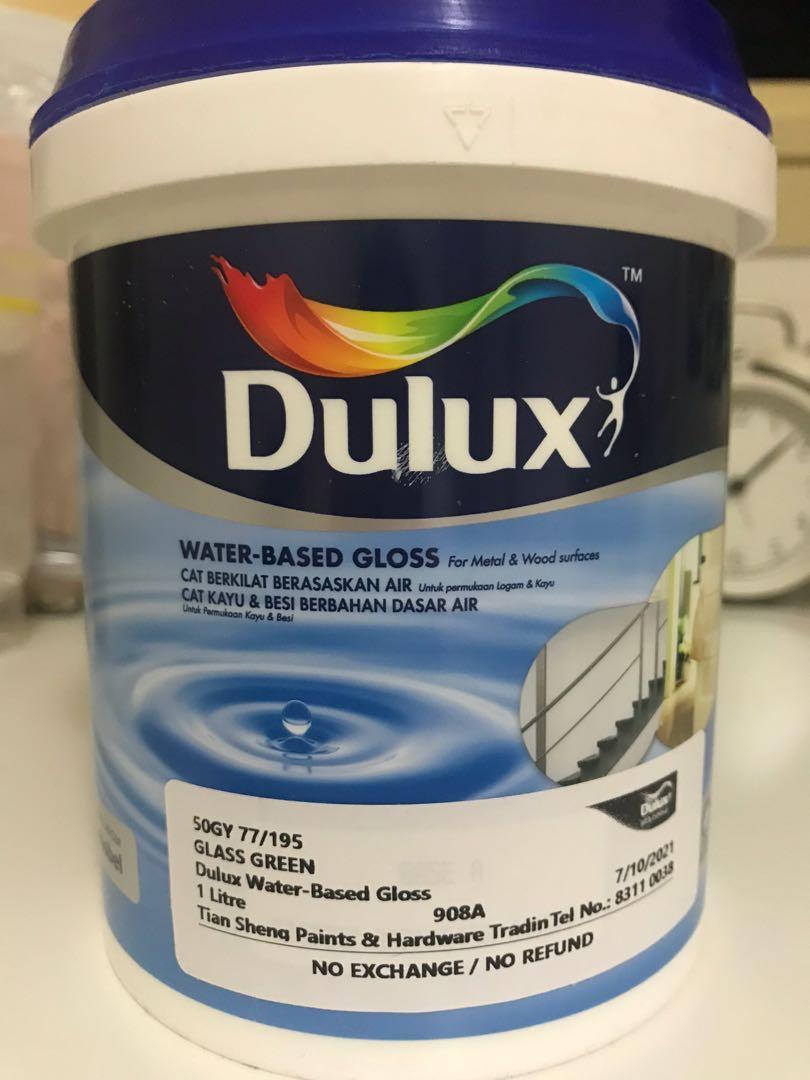 Dulux™
WATER-BASED GLOSS For Metal & Wood surfaces
CAT BERKILAT BERASASKAN AIR Untuk permukaan Logam & Kayu
CAT KAYU & BESI BERBAHAN DASAR AIR
Untuk Permukaan Kayu & Besi
Dulux
50GY 77/195
GLASS GREEN
Dulux Water-Based Gloss 7/10/2021
1 Litre 908A
Tian Sheng Paints & Hardware Tradin Tel No.: 8311 0038
NO EXCHANGE / NO REFUND